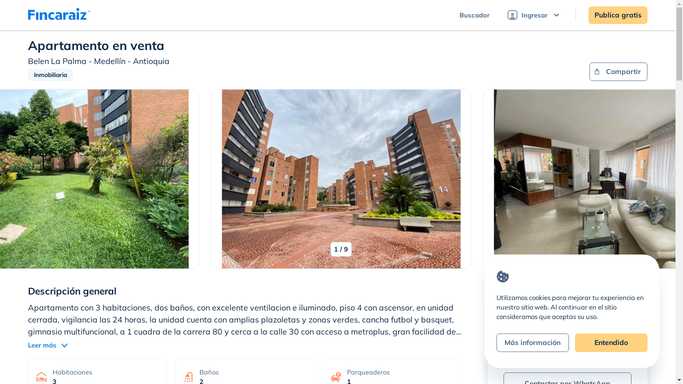 Fincaraiz
Buscador
Ingresar
Publica gratis
Apartamento en venta
Belen La Palma - Medellín - Antioquia
Inmobiliaria
Compartir
14
1 / 9
Descripción general
Apartamento con 3 habitaciones, dos baños, con excelente ventilacion e iluminado, piso 4 con ascensor, en unidad
cerrada, vigilancia las 24 horas, la unidad cuenta con amplias plazoletas y zonas verdes, cancha futbol y basquet,
gimnasio multifuncional, a 1 cuadra de la carrera 80 y cerca a la calle 30 con acceso a metroplus, gran facilidad de...
Leer más
Habitaciones
3
Baños
2
Parqueaderos
1
Utilizamos cookies para mejorar tu experiencia en
nuestro sitio web. Al continuar en el sitio
consideramos que aceptas su uso.
Más información
Entendido
Contactar por WhatsApp